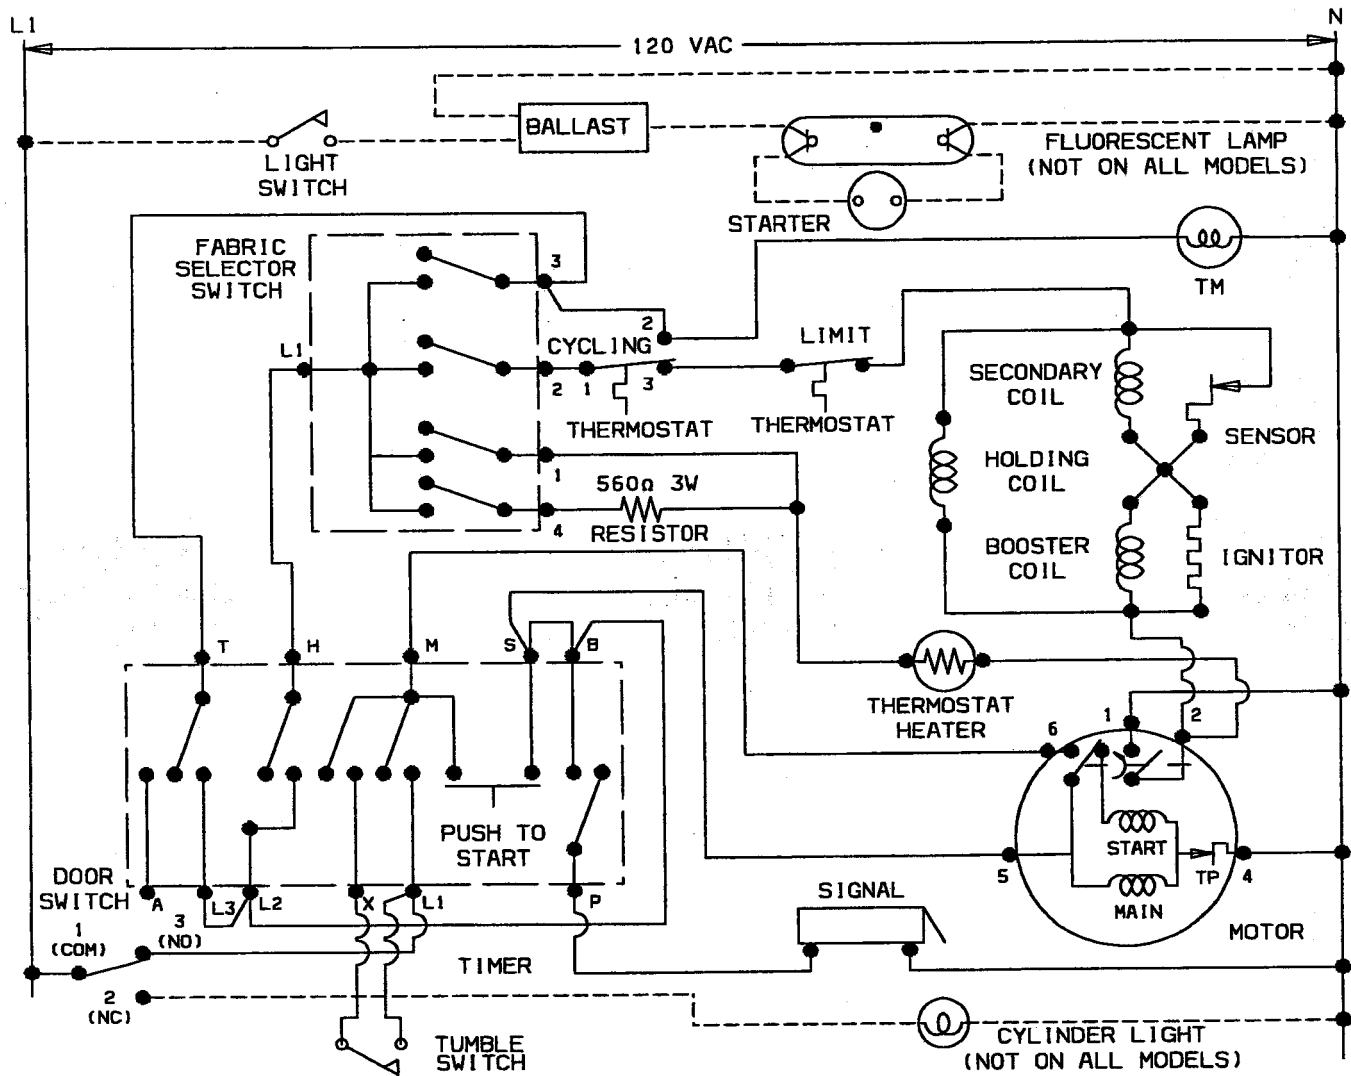 L1
N
120 VAC
BALLAST
LIGHT
SWITCH
FLUORESCENT LAMP
(NOT ON ALL MODELS)
STARTER
FABRIC
SELECTOR
SWITCH
3
TM
2
L1
CYCLING
LIMIT
2
1
3
THERMOSTAT
THERMOSTAT
SECONDARY
COIL
SENSOR
HOLDING
COIL
1
560Ω 3W
RESISTOR
4
BOOSTER
COIL
IGNITOR
T
H
M
S
B
THERMOSTAT
HEATER
6
1
2
PUSH TO
START
START
MAIN
TP
5
4
MOTOR
DOOR
SWITCH
A
L3
L2
X
L1
P
SIGNAL
1
(COM)
3
(NO)
TIMER
2
(NC)
TUMBLE
SWITCH
CYLINDER LIGHT
(NOT ON ALL MODELS)